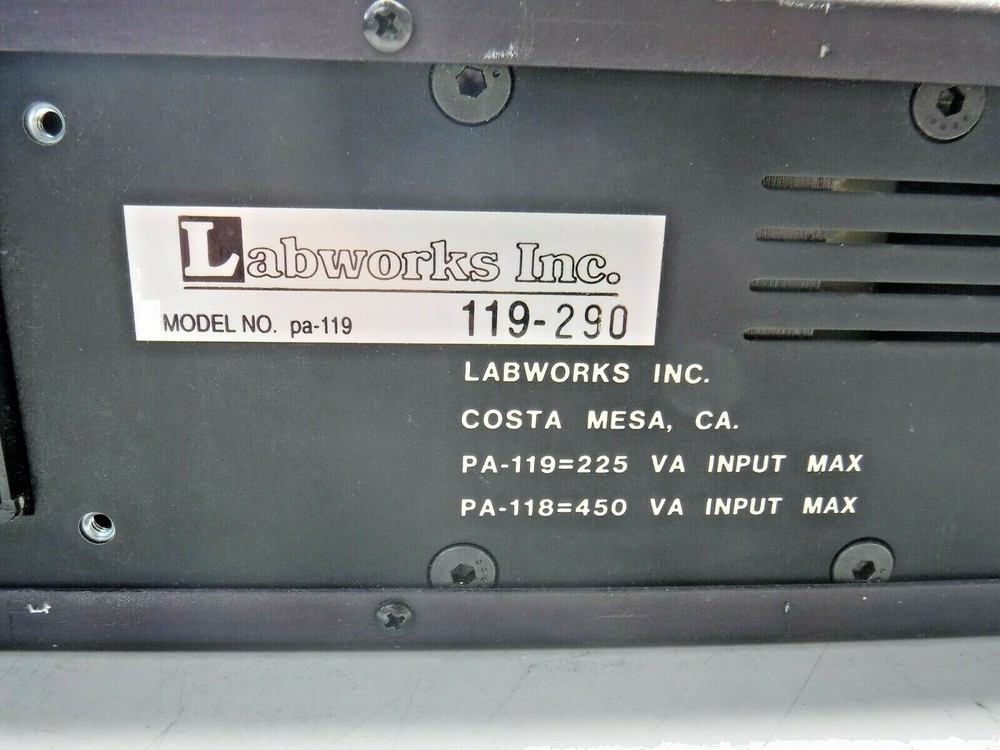 Labworks Inc.
MODEL NO. pa-119 119-290
LABWORKS INC.
COSTA MESA, CA.
PA-119=225 VA INPUT MAX
PA-118=450 VA INPUT MAX